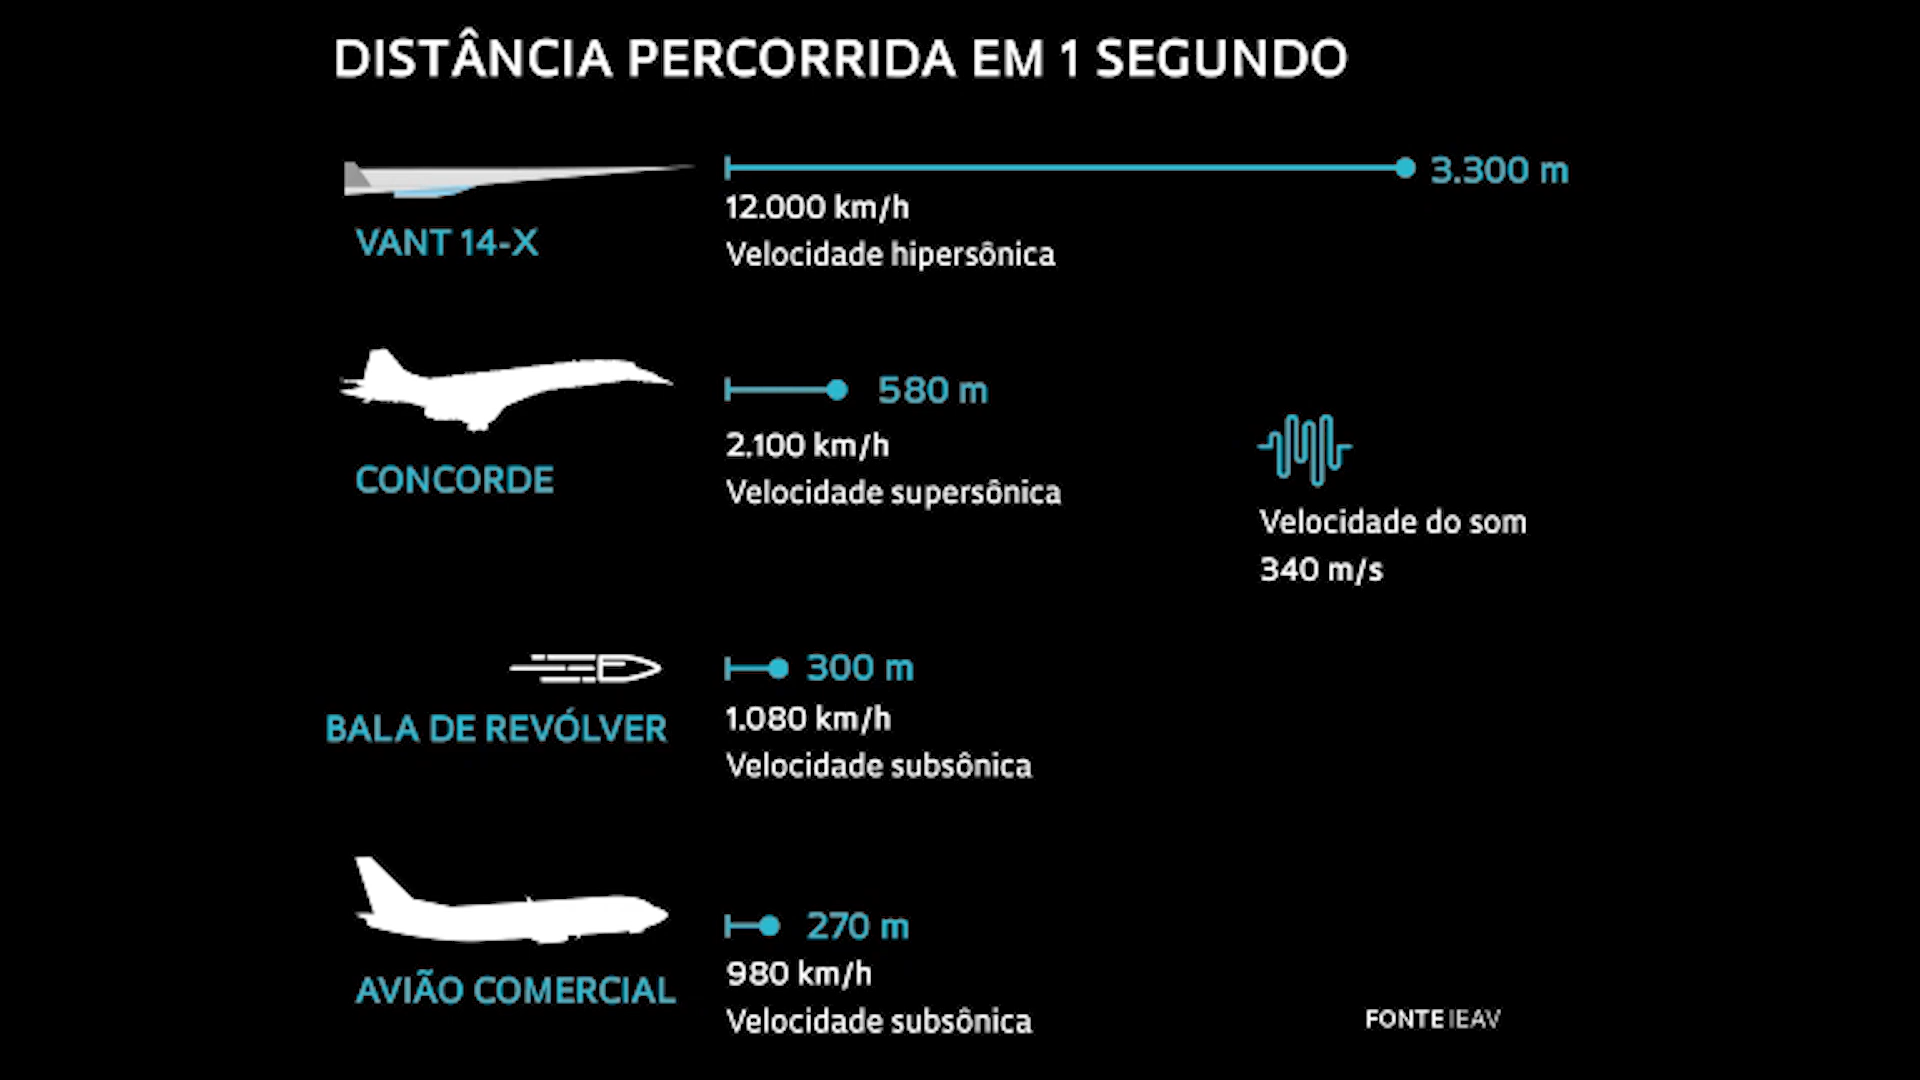 DISTÂNCIA PERCORRIDA EM 1 SEGUNDO
3.300 m
12.000 km/h
VANT 14-X
Velocidade hipersônica
580 m
2.100 km/h
CONCORDE
Velocidade supersônica
Velocidade do som
340 m/s
300 m
BALA DE REVÓLVER
1.080 km/h
Velocidade subsônica
270 m
980 km/h
AVIÃO COMERCIAL
Velocidade subsônica
FONTE IEAV